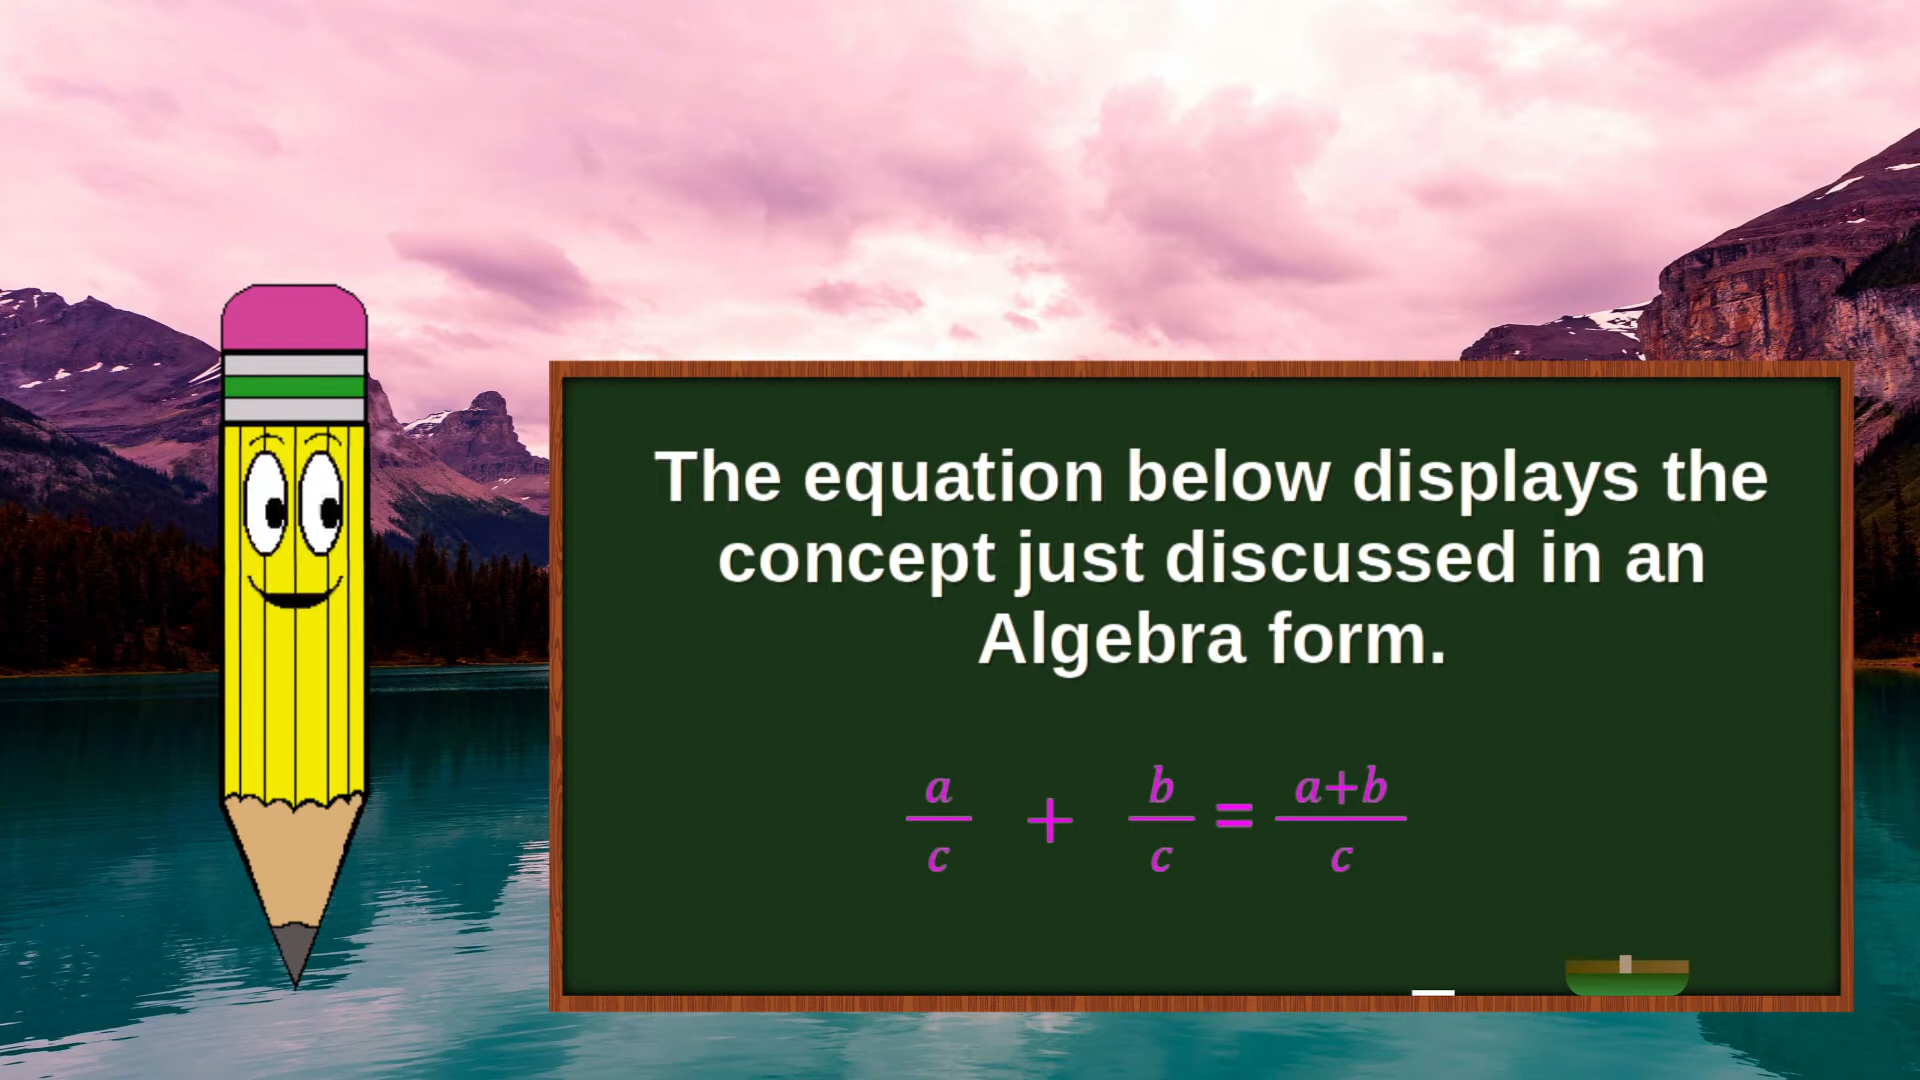 The equation below displays the
concept just discussed in an
Algebra form.
a/c + b/c = a+b/c